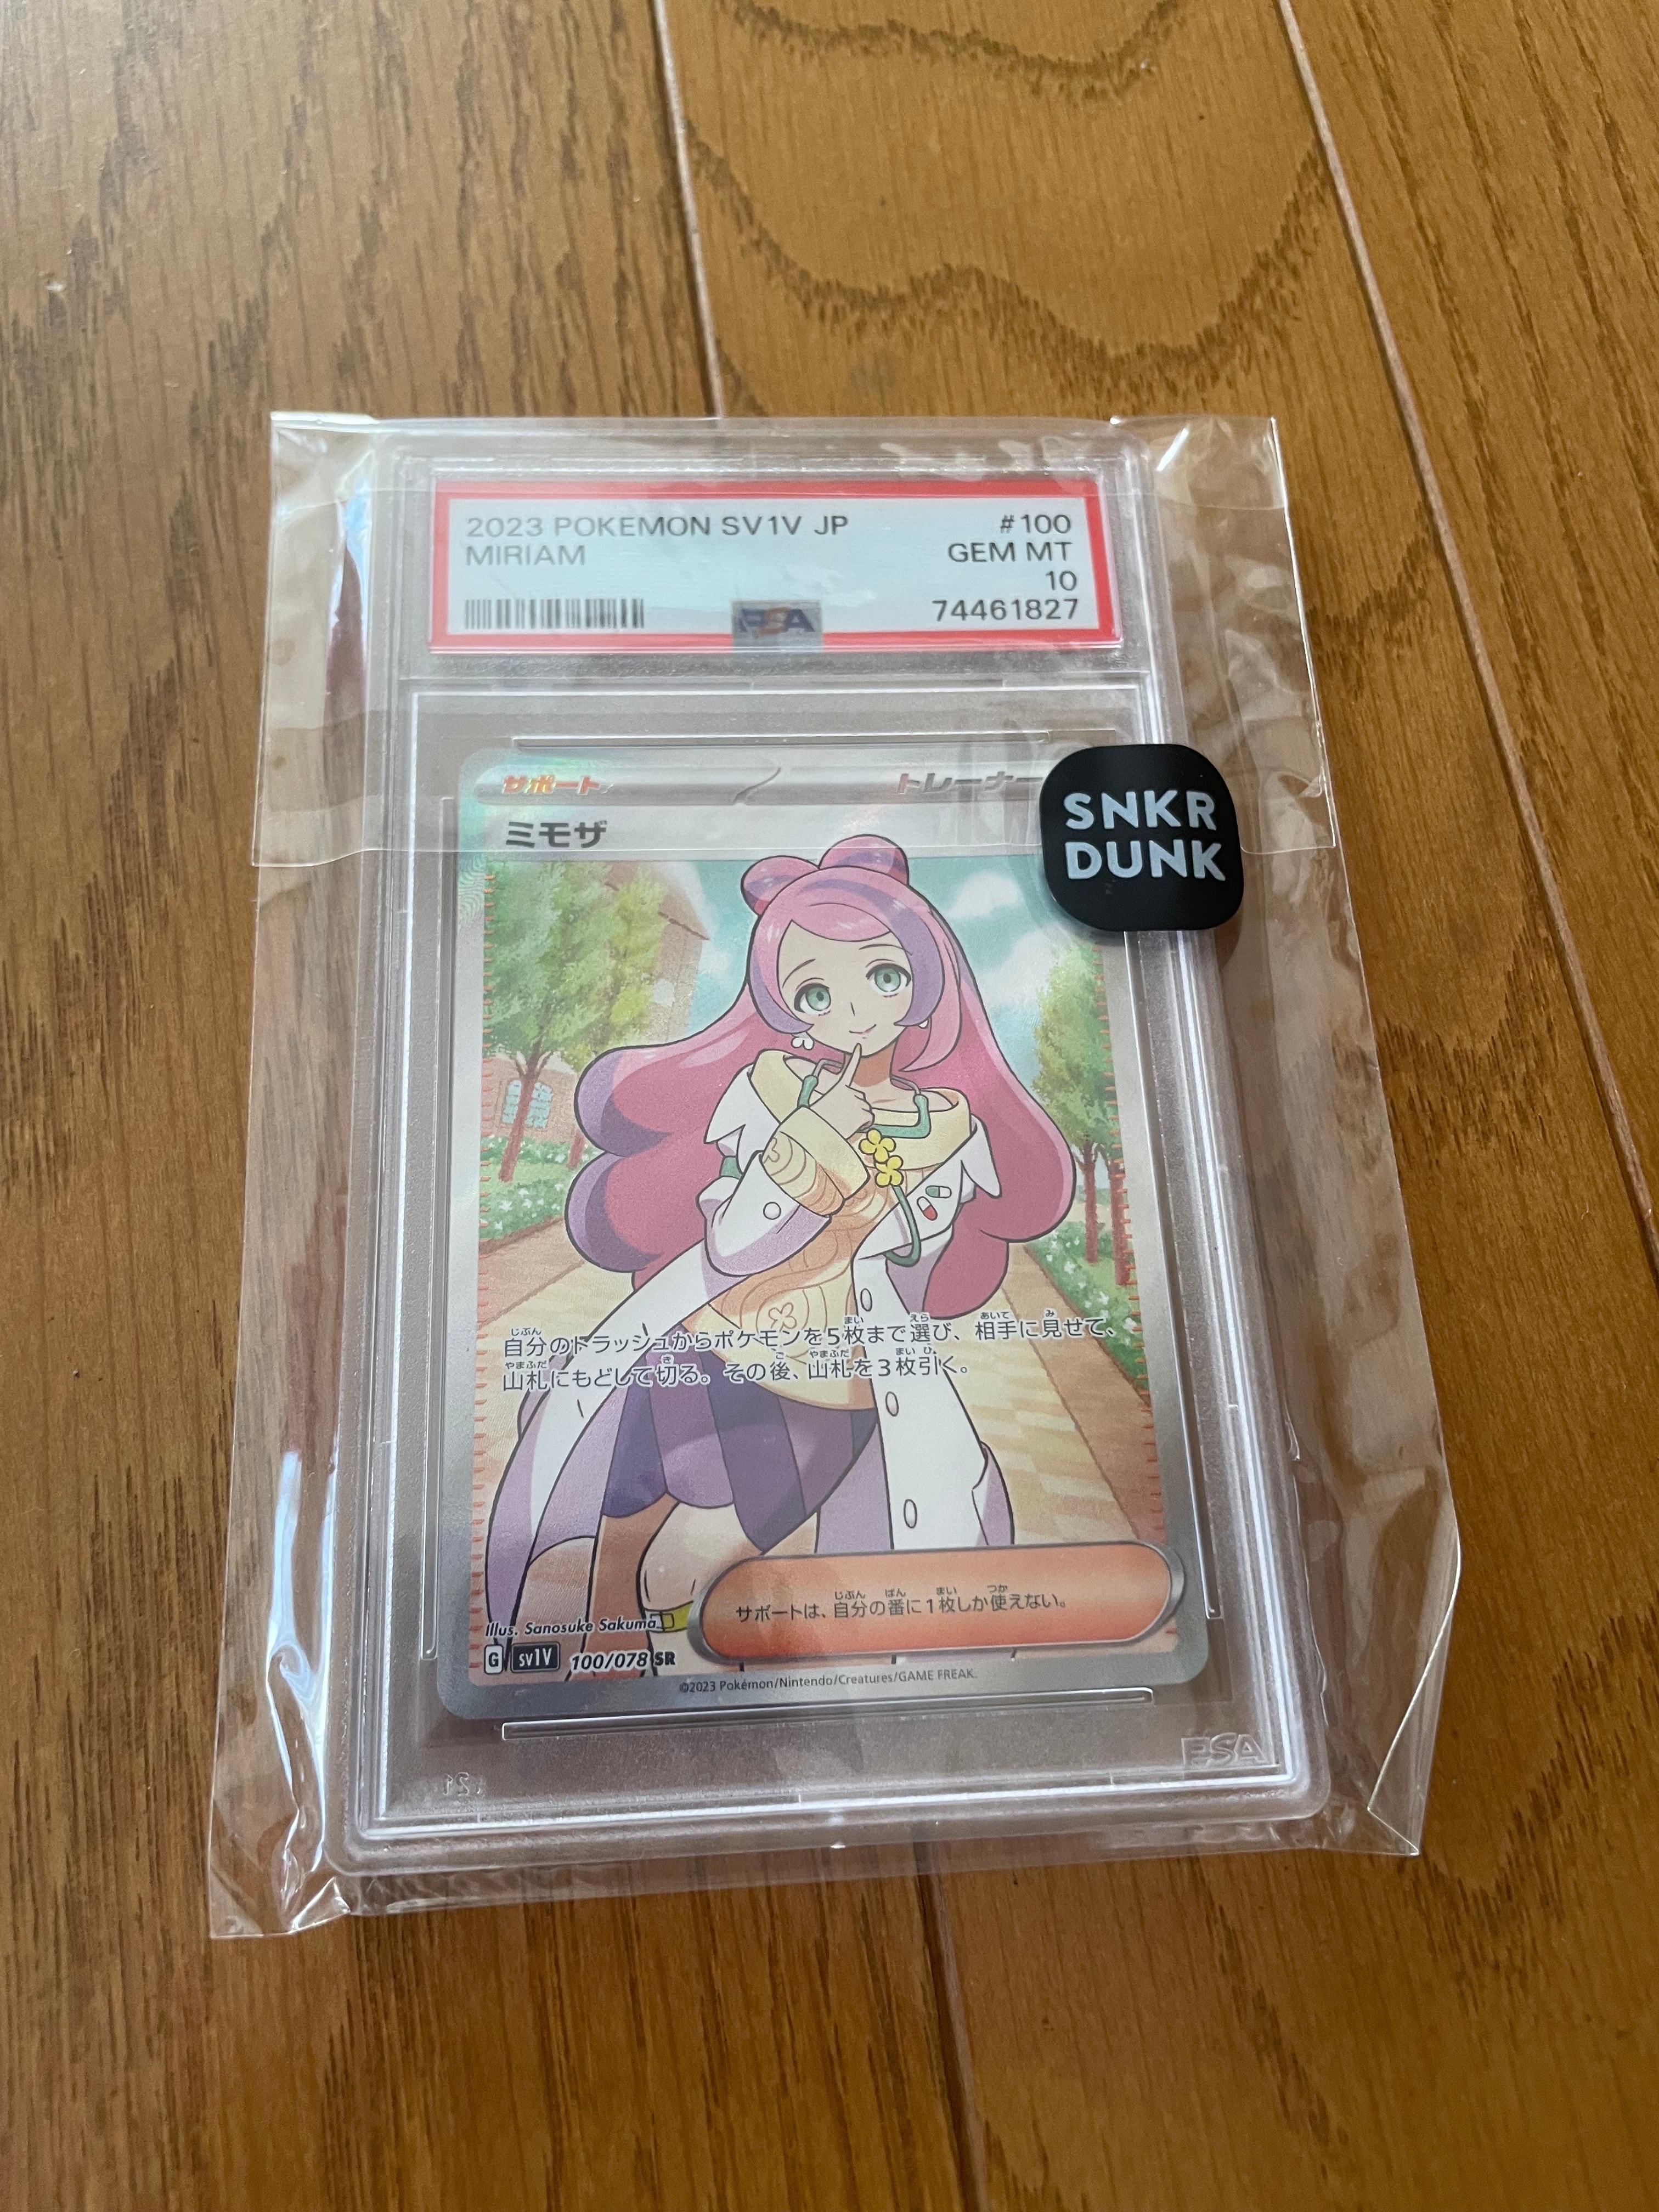 2023 POKEMON SV1V JP #100
MIRIAM GEM MT
10
PSA 74461827
サポート トレーナー
SNKR
DUNK
ミモザ
自分のトラッシュからポケモンを5枚まで選び、相手に見せて、
山札にもどして切る。その後、山札を3枚引く。
サポートは、自分の番に1枚しか使えない。
Illus. Sanosuke Sakuma
G sv1V 100/078 SR
©2023 Pokémon/Nintendo/Creatures/GAME FREAK.
PSA